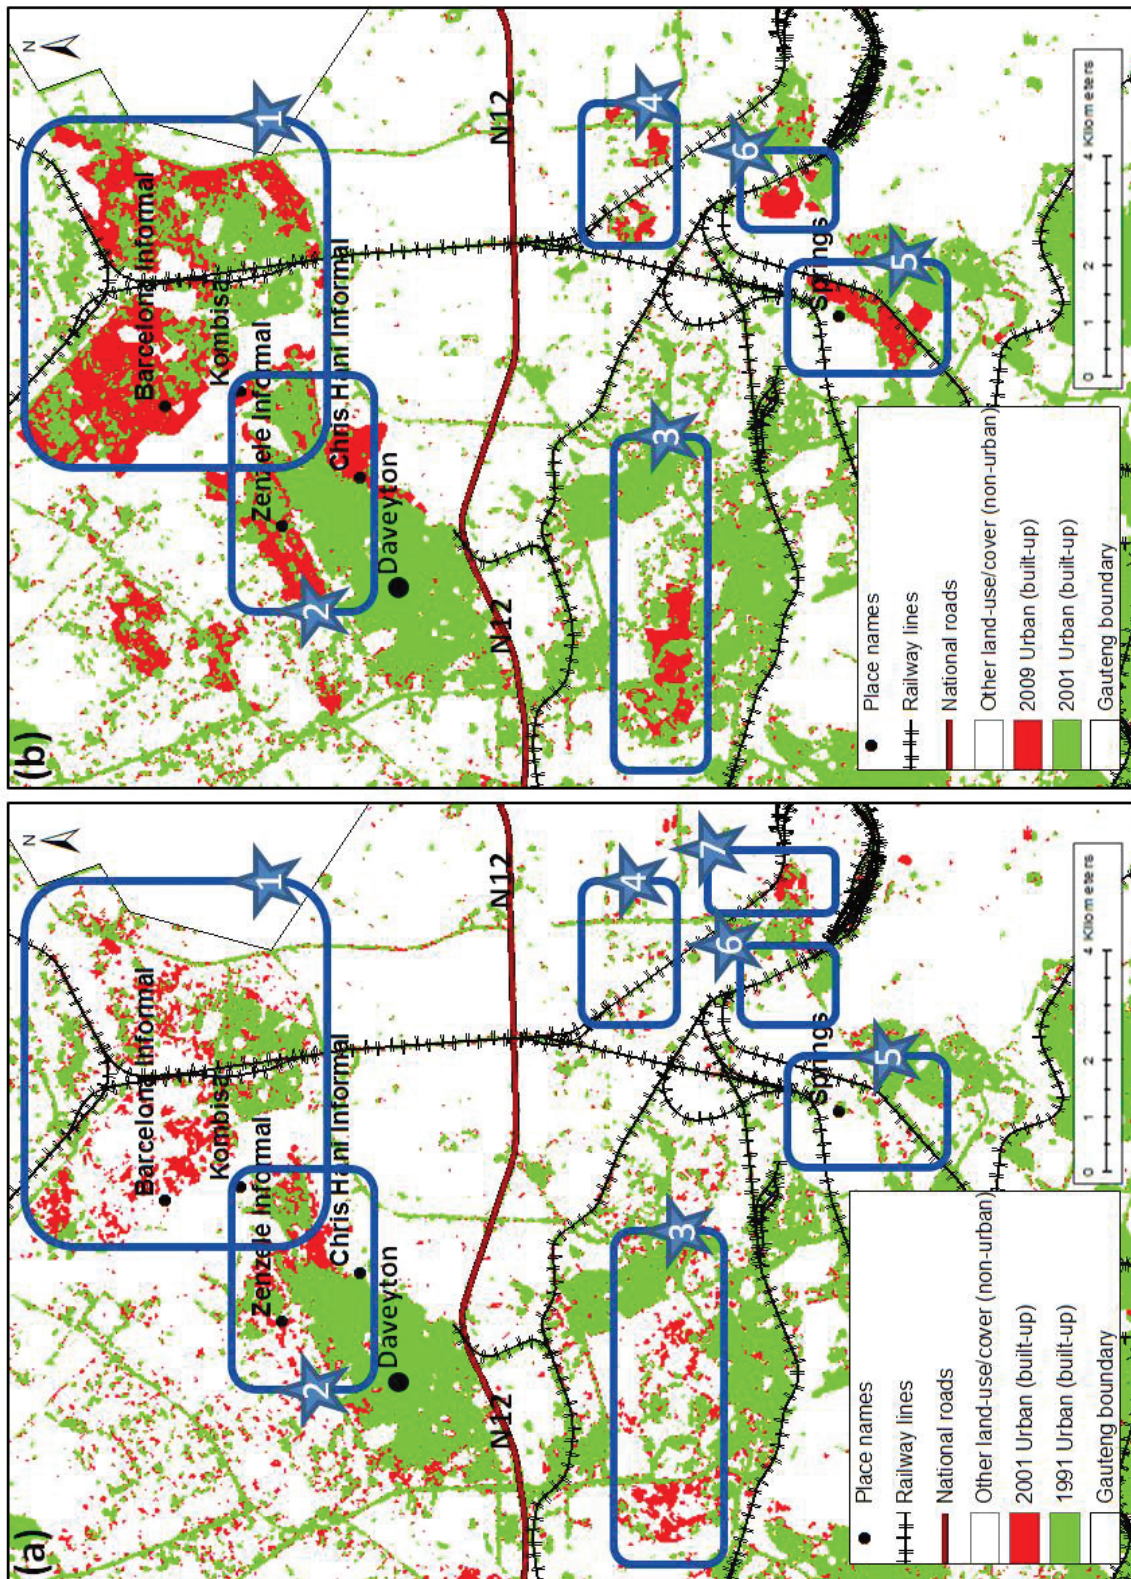 (a)
N
1
Barcelona Informal
Kombisa
Zenzele Informal
Chris Hani Informal
2
Daveyton
N12
N12
3
4
5
6
7
Springs
Place names
Railway lines
National roads
Other land-use/cover (non-urban)
2001 Urban (built-up)
1991 Urban (built-up)
Gauteng boundary
0 1 2 4 Kilometers
(b)
N
1
Barcelona Informal
Kombisa
Zenzele Informal
Chris Hani Informal
2
Daveyton
N12
N12
3
4
5
6
Springs
Place names
Railway lines
National roads
Other land-use/cover (non-urban)
2009 Urban (built-up)
2001 Urban (built-up)
Gauteng boundary
0 1 2 4 Kilometers